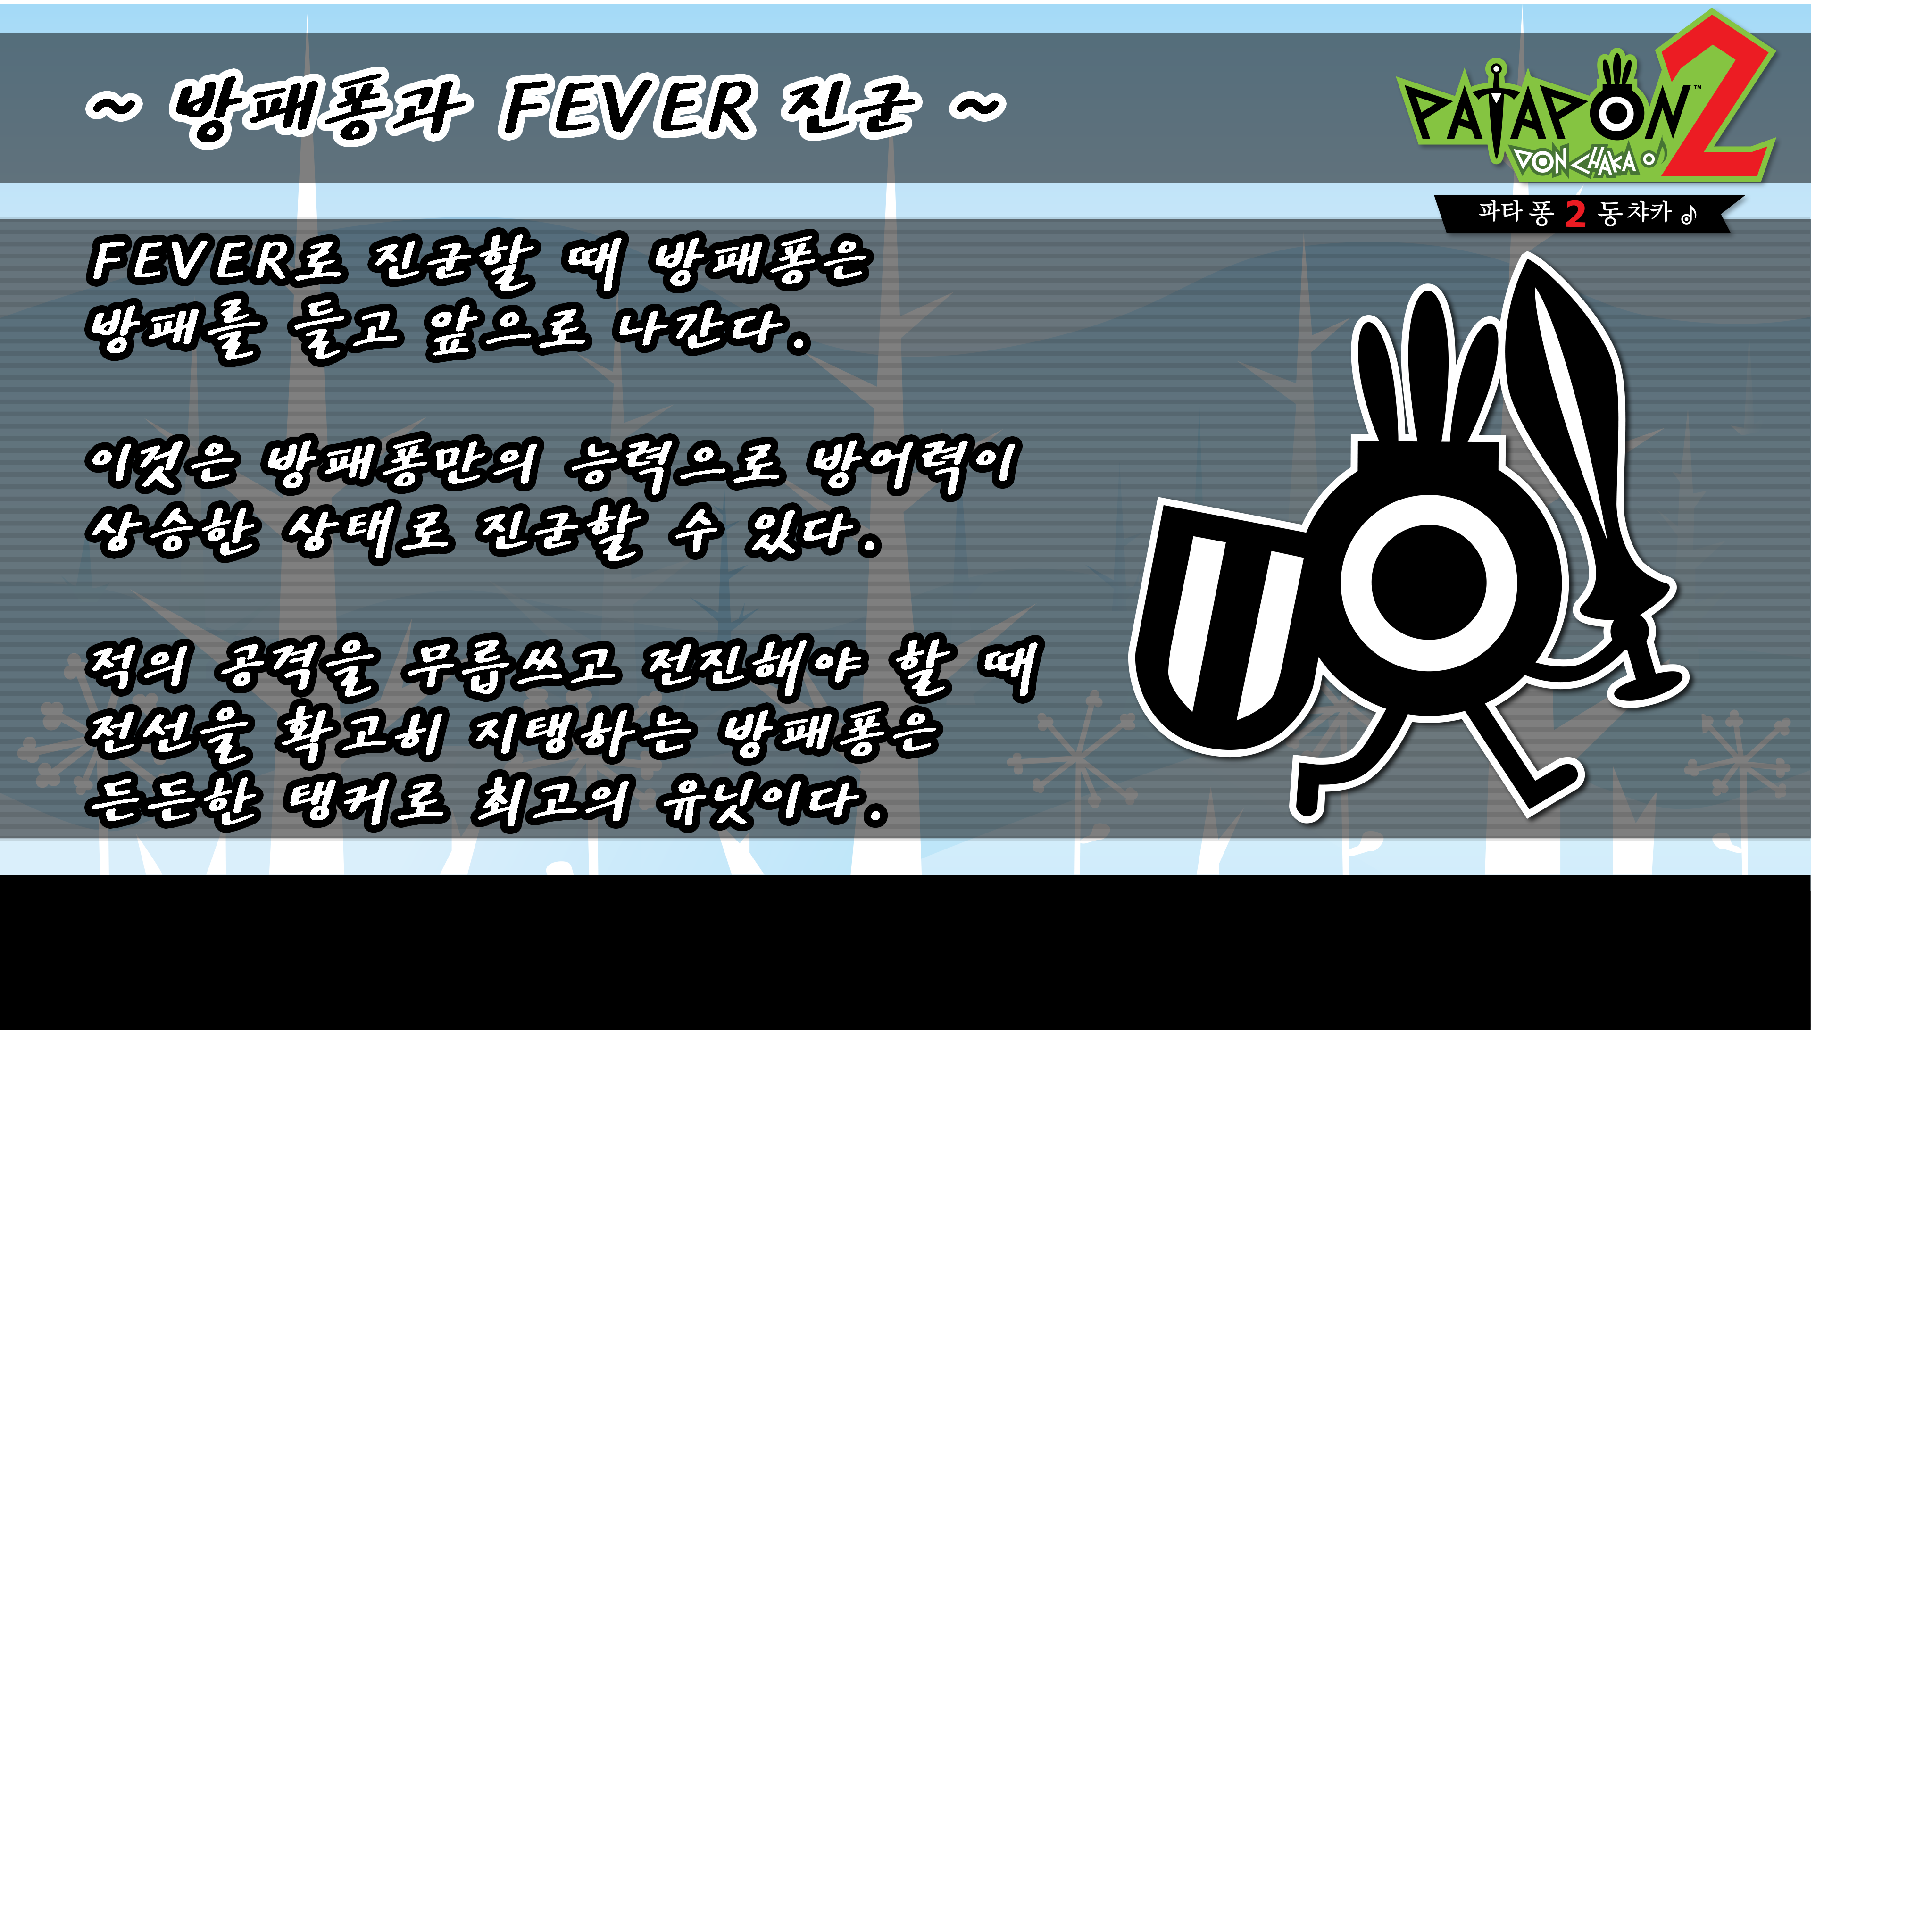 ~ 방패퐁과 FEVER 진군 ~
PATAPON 2™
DON CHAKA♪
파타퐁 2 동챠카♪
FEVER로 진군할 때 방패퐁은
방패를 들고 앞으로 나간다.
이것은 방패퐁만의 능력으로 방어력이
상승한 상태로 진군할 수 있다.
적의 공격을 무릅쓰고 전진해야 할 때
전선을 확고히 지탱하는 방패퐁은
든든한 탱커로 최고의 유닛이다.